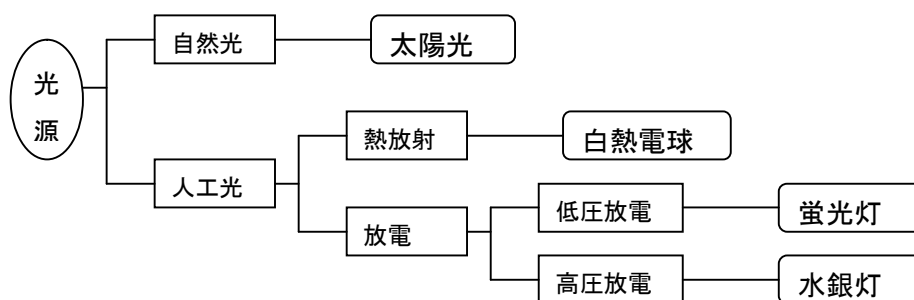 光
源
自然光
太陽光
人工光
熱放射
白熱電球
放電
低圧放電
蛍光灯
高圧放電
水銀灯